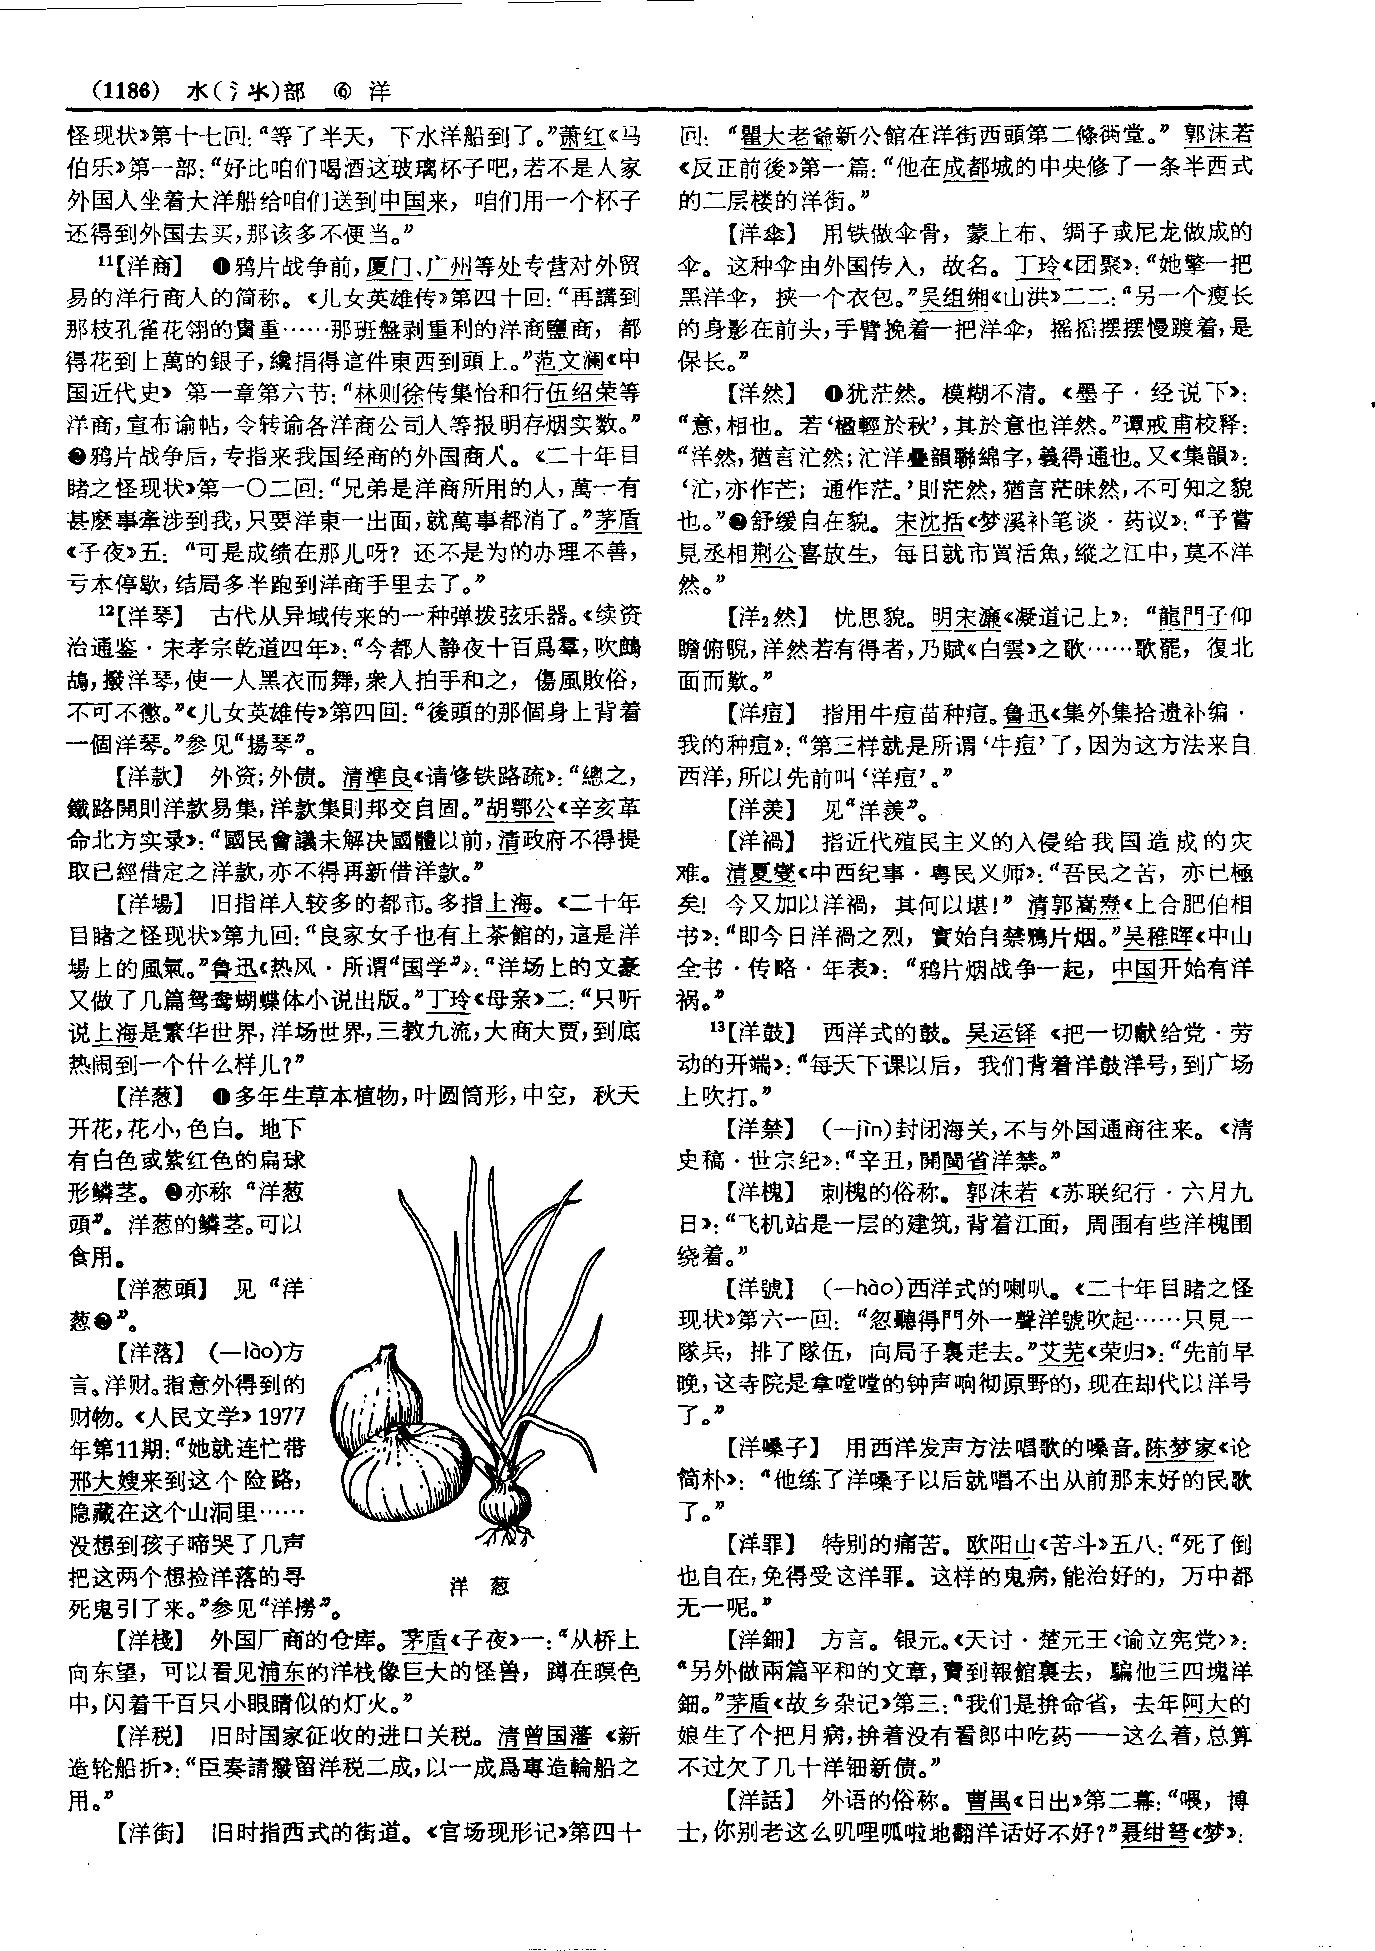 (1186) 水(氵氺)部 ⑥ 洋
怪现状》第十七回:“等了半天，下水洋船到了。”萧红《马
伯乐》第一部:“好比咱们喝酒这玻璃杯子吧,若不是人家
外国人坐着大洋船给咱们送到中国来，咱们用一个杯子
还得到外国去买,那该多不便当。”
11【洋商】 ❶鸦片战争前,厦门、广州等处专营对外贸
易的洋行商人的简称。《儿女英雄传》第四十回:“再講到
那枝孔雀花翎的寶重……那班盤剥重利的洋商鹽商，都
得花到上萬的銀子,纔捐得這件東西到頭上。”范文澜《中
国近代史》第一章第六节:“林则徐传集怡和行伍绍荣等
洋商,宣布谕帖,令转谕各洋商公司人等报明存烟实数。”
❷鸦片战争后,专指来我国经商的外国商人。《二十年目
睹之怪现状》第一〇二回:“兄弟是洋商所用的人,萬一有
甚麽事牽涉到我,只要洋東一出面,就萬事都消了。”茅盾
《子夜》五:“可是成绩在那儿呀？还不是为的办理不善，
亏本停歇,结局多半跑到洋商手里去了。”
12【洋琴】 古代从异域传来的一种弹拨弦乐器。《续资
治通鉴·宋孝宗乾道四年》:“今都人静夜十百爲羣,吹鷓
鴣,撥洋琴,使一人黑衣而舞,衆人拍手和之，傷風敗俗，
不可不懲。”《儿女英雄传》第四回:“後頭的那個身上背着
一個洋琴。”参见“揚琴”。
【洋款】 外资;外债。清準良《请修铁路疏》:“總之，
鐵路開則洋款易集,洋款集則邦交自固。”胡鄂公《辛亥革
命北方实录》:“國民會議未解決國體以前,清政府不得提
取已經借定之洋款,亦不得再新借洋款。”
【洋場】 旧指洋人较多的都市。多指上海。《二十年
目睹之怪现状》第九回:“良家女子也有上茶館的,這是洋
場上的風氣。”鲁迅《热风·所谓“国学”》:“洋场上的文豪
又做了几篇鸳鸯蝴蝶体小说出版。”丁玲《母亲》二:“只听
说上海是繁华世界,洋场世界,三教九流,大商大贾,到底
热闹到一个什么样儿？”
【洋葱】 ❶多年生草本植物,叶圆筒形,中空，秋天
开花,花小,色白。地下
有白色或紫红色的扁球
形鳞茎。❷亦称“洋葱
頭”。洋葱的鳞茎。可以
食用。
【洋葱頭】 见“洋
葱❷”。
【洋落】 (—lào)方
言。洋财。指意外得到的
财物。《人民文学》1977
年第11期:“她就连忙带
邢大嫂来到这个险路，
隐藏在这个山洞里……
没想到孩子啼哭了几声
把这两个想捡洋落的寻
死鬼引了来。”参见“洋撈”。
洋 葱
【洋棧】 外国厂商的仓库。茅盾《子夜》一:“从桥上
向东望，可以看见浦东的洋栈像巨大的怪兽，蹲在暝色
中,闪着千百只小眼睛似的灯火。”
【洋税】 旧时国家征收的进口关税。清曾国藩《新
造轮船折》:“臣奏請撥留洋税二成,以一成爲專造輪船之
用。”
【洋街】 旧时指西式的街道。《官场现形记》第四十
回:“瞿大老爺新公館在洋街西頭第二條衖堂。”郭沫若
《反正前後》第一篇:“他在成都城的中央修了一条半西式
的二层楼的洋街。”
【洋傘】 用铁做伞骨，蒙上布、绸子或尼龙做成的
伞。这种伞由外国传入，故名。丁玲《团聚》:“她擎一把
黑洋伞，挟一个衣包。”吴组缃《山洪》二二:“另一个瘦长
的身影在前头,手臂挽着一把洋伞，摇摇摆摆慢踱着,是
保长。”
【洋然】 ❶犹茫然。模糊不清。《墨子·经说下》:
“意,相也。若‘楹輕於秋’,其於意也洋然。”谭戒甫校释:
“洋然,猶言汒然;汒洋疊韻聯綿字,義得通也。又《集韻》:
‘汒,亦作芒；通作茫。’則茫然,猶言茫昧然,不可知之貌
也。”❷舒缓自在貌。宋沈括《梦溪补笔谈·药议》:“予嘗
見丞相荆公喜放生，每日就市買活魚,縱之江中,莫不洋
然。”
【洋₂然】 忧思貌。明宋濂《凝道记上》:“龍門子仰
瞻俯睨,洋然若有得者,乃賦《白雲》之歌……歌罷，復北
面而歎。”
【洋痘】 指用牛痘苗种痘。鲁迅《集外集拾遗补编·
我的种痘》:“第三样就是所谓‘牛痘’了,因为这方法来自
西洋,所以先前叫‘洋痘’。”
【洋羡】 见“洋羨”。
【洋禍】 指近代殖民主义的入侵给我国造成的灾
难。清夏燮《中西纪事·粤民义师》:“吾民之苦，亦已極
矣！今又加以洋禍，其何以堪！”清郭嵩焘《上合肥伯相
书》:“即今日洋禍之烈，實始自禁鴉片烟。”吴稚晖《中山
全书·传略·年表》:“鸦片烟战争一起，中国开始有洋
祸。”
13【洋鼓】 西洋式的鼓。吴运铎《把一切献给党·劳
动的开端》:“每天下课以后，我们背着洋鼓洋号,到广场
上吹打。”
【洋禁】 (—jìn)封闭海关,不与外国通商往来。《清
史稿·世宗纪》:“辛丑,開閩省洋禁。”
【洋槐】 刺槐的俗称。郭沫若《苏联纪行·六月九
日》:“飞机站是一层的建筑,背着江面，周围有些洋槐围
绕着。”
【洋號】 (—hào)西洋式的喇叭。《二十年目睹之怪
现状》第六一回:“忽聽得門外一聲洋號吹起……只見一
隊兵，排了隊伍，向局子裏走去。”艾芜《荣归》:“先前早
晚,这寺院是拿噹噹的钟声响彻原野的,现在却代以洋号
了。”
【洋嗓子】 用西洋发声方法唱歌的嗓音。陈梦家《论
简朴》:“他练了洋嗓子以后就唱不出从前那末好的民歌
了。”
【洋罪】 特别的痛苦。欧阳山《苦斗》五八:“死了倒
也自在,免得受这洋罪。这样的鬼病,能治好的，万中都
无一呢。”
【洋鈿】 方言。银元。《天讨·楚元王〈谕立宪党〉》:
“另外做兩篇平和的文章,賣到報館裏去，騙他三四塊洋
鈿。”茅盾《故乡杂记》第三:“我们是拚命省，去年阿大的
娘生了个把月病,拚着没有看郎中吃药——这么着,总算
不过欠了几十洋钿新债。”
【洋話】 外语的俗称。曹禺《日出》第二幕:“喂，博
士,你别老这么叽哩呱啦地翻洋话好不好？”聂绀弩《梦》: